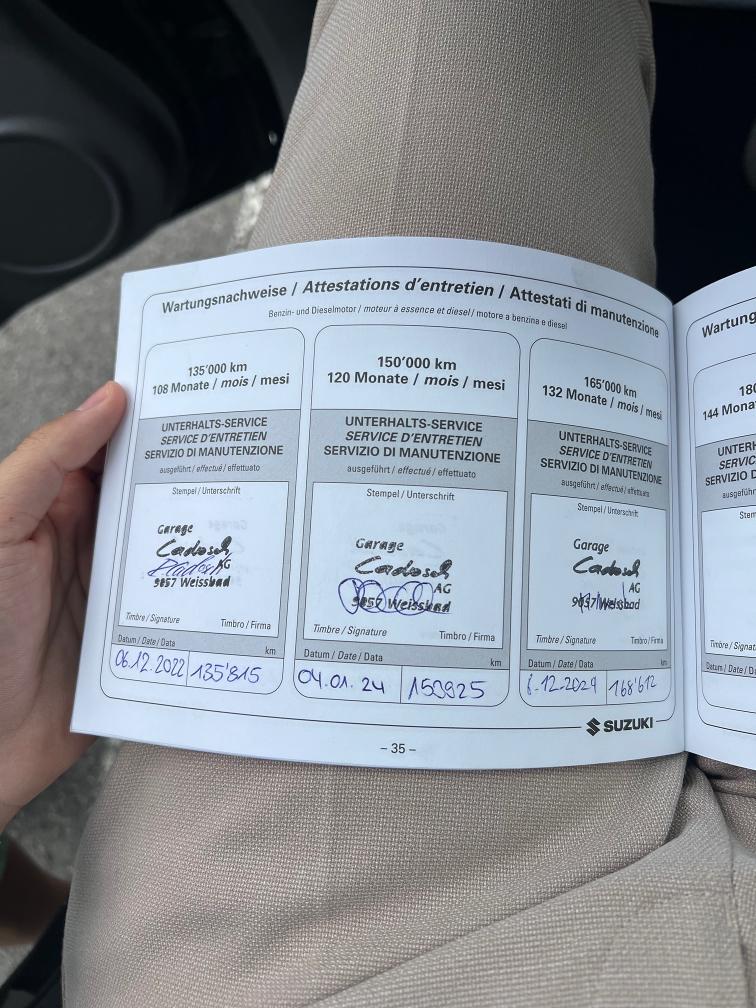 Wartungsnachweise / Attestations d'entretien / Attestati di manutenzione
Benzin- und Dieselmotor / moteur à essence et diesel / motore a benzina e diesel
135'000 km
108 Monate / mois / mesi
UNTERHALTS-SERVICE
SERVICE D'ENTRETIEN
SERVIZIO DI MANUTENZIONE
ausgeführt / effectué / effettuato
Stempel / Unterschrift
Garage
Cadosch
AG
9057 Weissbad
Timbre / Signature Timbro / Firma
Datum / Date / Data km
06.12.2022 135'815
150'000 km
120 Monate / mois / mesi
UNTERHALTS-SERVICE
SERVICE D'ENTRETIEN
SERVIZIO DI MANUTENZIONE
ausgeführt / effectué / effettuato
Stempel / Unterschrift
Garage
Cadosch
AG
9057 Weissbad
Timbre / Signature Timbro / Firma
Datum / Date / Data km
04.01.24 150925
165'000 km
132 Monate / mois / mesi
UNTERHALTS-SERVICE
SERVICE D'ENTRETIEN
SERVIZIO DI MANUTENZIONE
ausgeführt / effectué / effettuato
Stempel / Unterschrift
Garage
Cadosch
AG
9057 Weissbad
Timbre / Signature Timbro / Firma
Datum / Date / Data km
168'612
SUZUKI
– 35 –
Wartung
180
144 Mona
UNTERH
SERVIC
SERVIZIO D
ausge
Stem
Timbre / Signat
Datum / Date / D